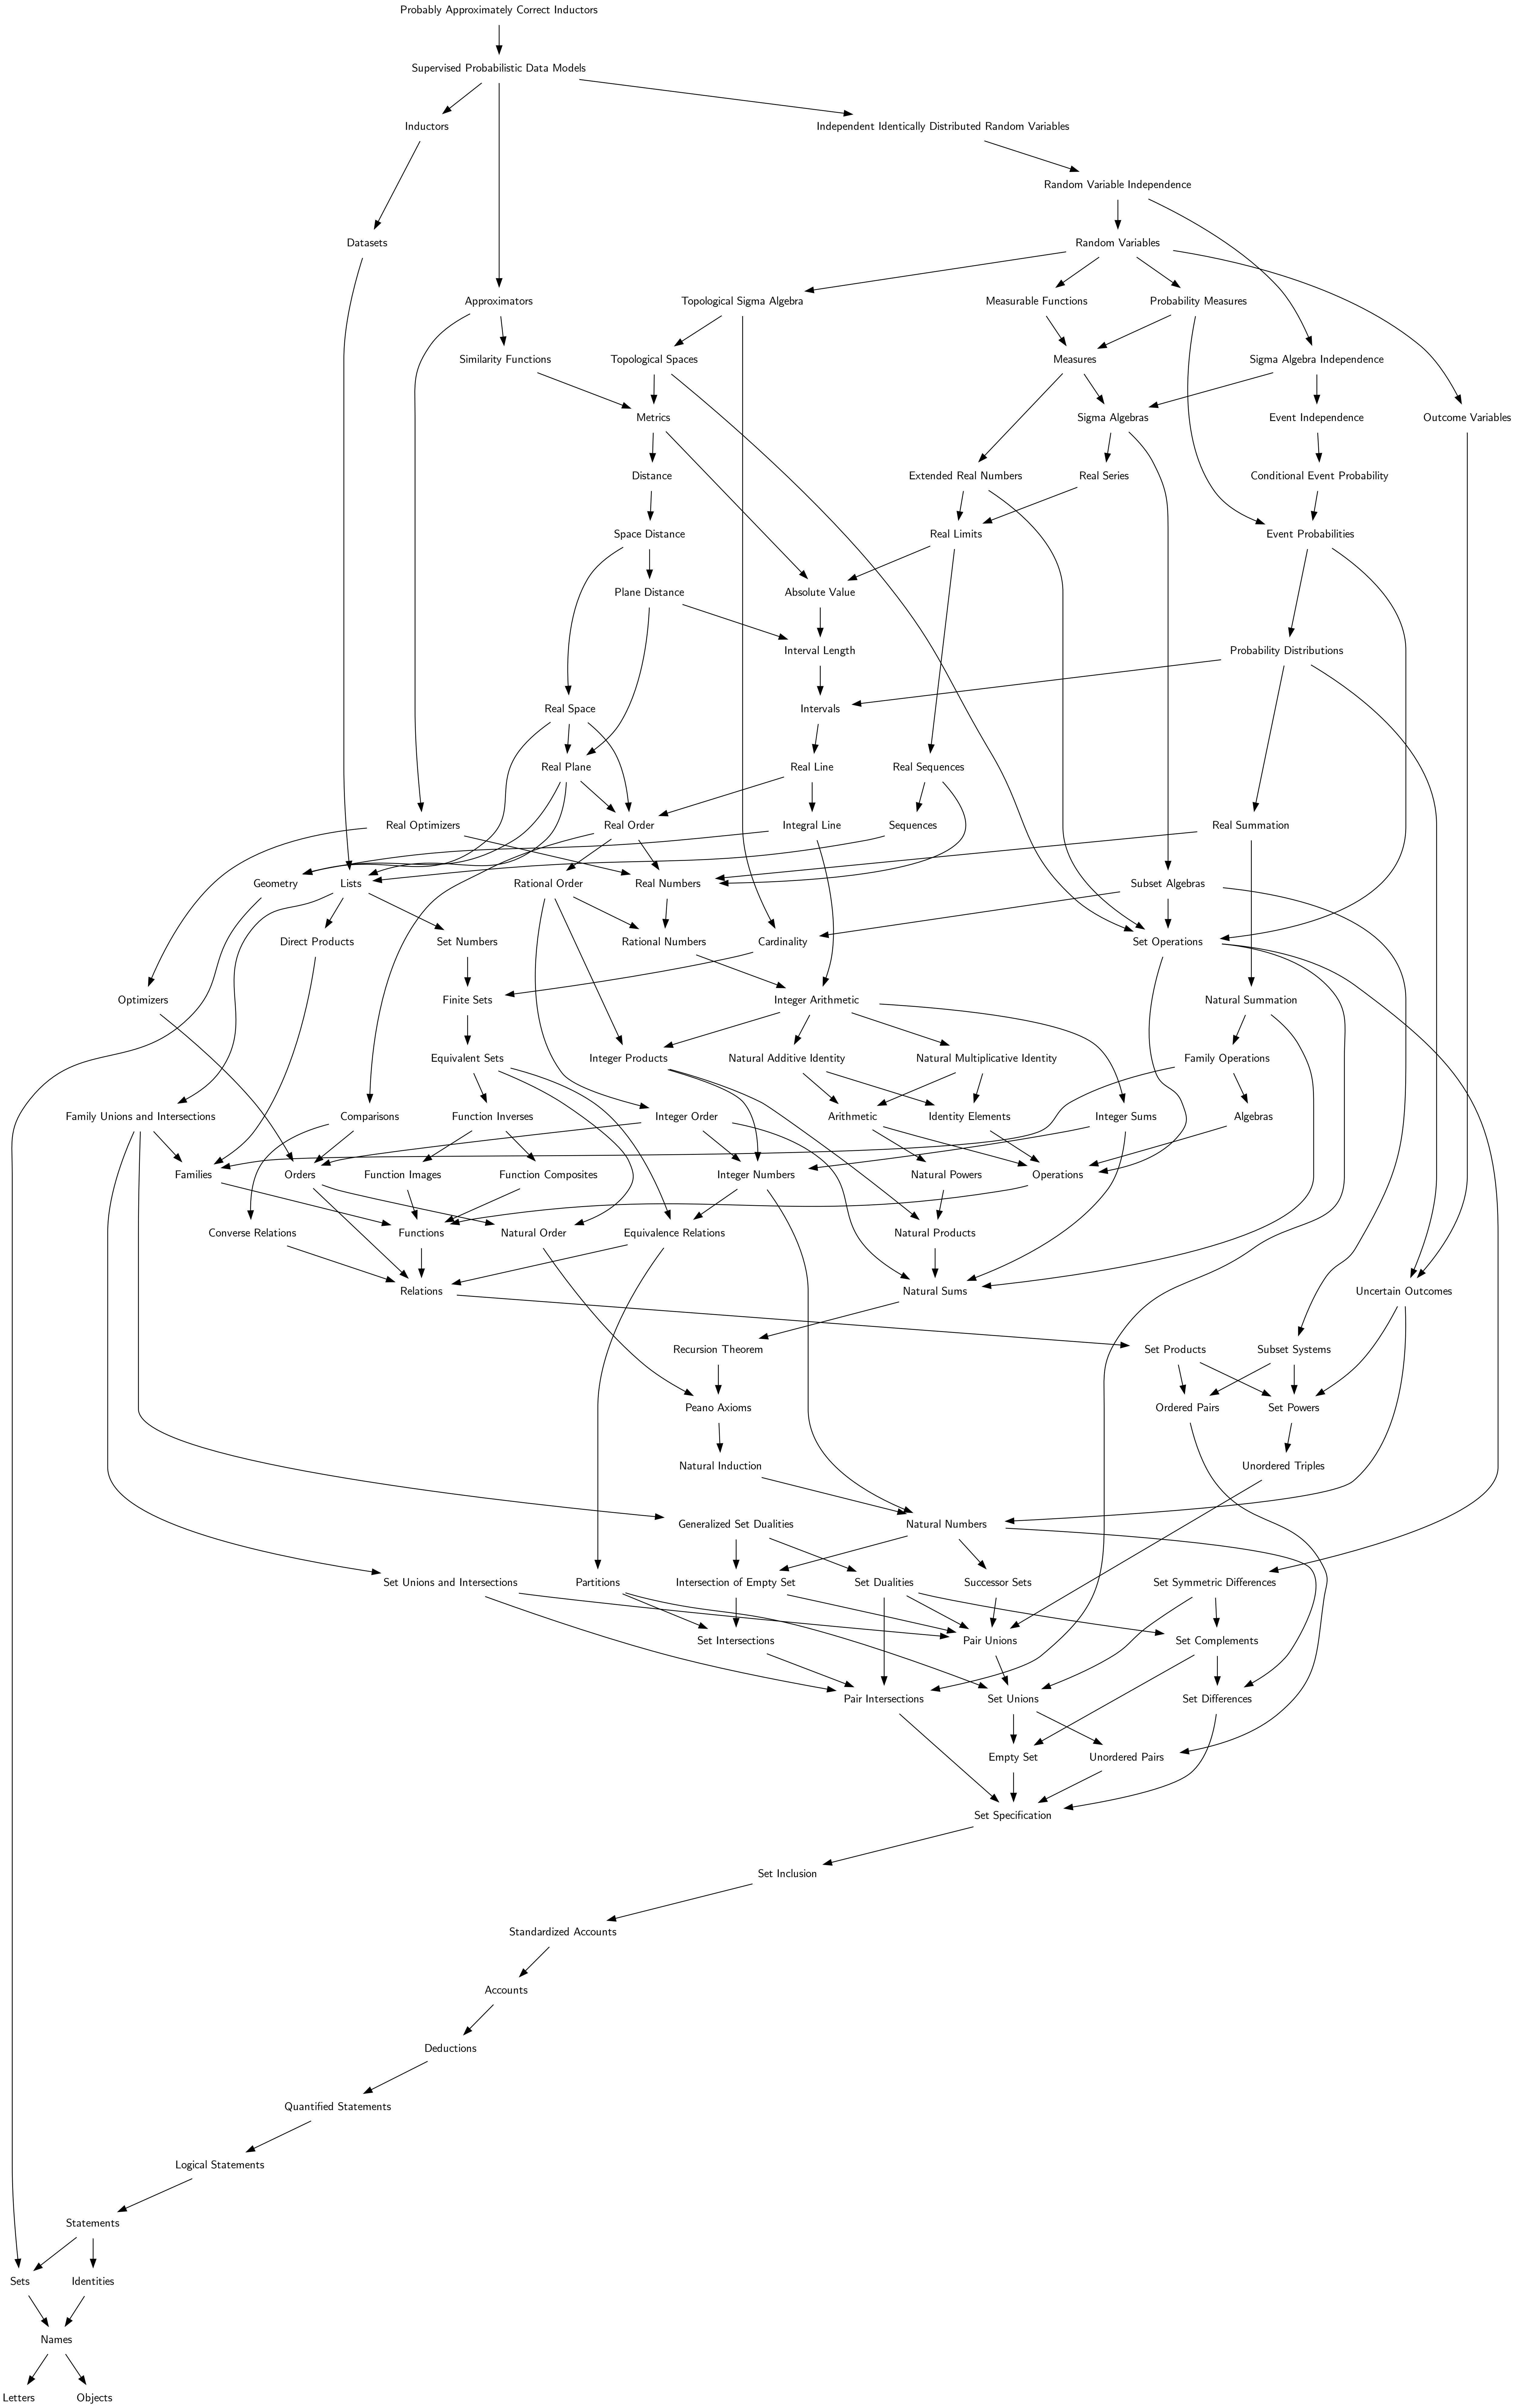 Probably Approximately Correct Inductors
Supervised Probabilistic Data Models
Inductors
Independent Identically Distributed Random Variables
Random Variable Independence
Datasets
Random Variables
Approximators
Topological Sigma Algebra
Measurable Functions
Probability Measures
Similarity Functions
Topological Spaces
Measures
Sigma Algebra Independence
Metrics
Sigma Algebras
Event Independence
Outcome Variables
Distance
Extended Real Numbers
Real Series
Conditional Event Probability
Space Distance
Real Limits
Event Probabilities
Plane Distance
Absolute Value
Interval Length
Probability Distributions
Real Space
Intervals
Real Plane
Real Line
Real Sequences
Real Optimizers
Real Order
Integral Line
Sequences
Real Summation
Geometry
Lists
Rational Order
Real Numbers
Subset Algebras
Direct Products
Set Numbers
Rational Numbers
Cardinality
Set Operations
Optimizers
Finite Sets
Integer Arithmetic
Natural Summation
Equivalent Sets
Integer Products
Natural Additive Identity
Natural Multiplicative Identity
Family Operations
Family Unions and Intersections
Comparisons
Function Inverses
Integer Order
Arithmetic
Identity Elements
Integer Sums
Algebras
Families
Orders
Function Images
Function Composites
Integer Numbers
Natural Powers
Operations
Converse Relations
Functions
Natural Order
Equivalence Relations
Natural Products
Relations
Natural Sums
Uncertain Outcomes
Recursion Theorem
Set Products
Subset Systems
Peano Axioms
Ordered Pairs
Set Powers
Natural Induction
Unordered Triples
Generalized Set Dualities
Natural Numbers
Set Unions and Intersections
Partitions
Intersection of Empty Set
Set Dualities
Successor Sets
Set Symmetric Differences
Set Intersections
Pair Unions
Set Complements
Pair Intersections
Set Unions
Set Differences
Empty Set
Unordered Pairs
Set Specification
Set Inclusion
Standardized Accounts
Accounts
Deductions
Quantified Statements
Logical Statements
Statements
Sets
Identities
Names
Letters
Objects